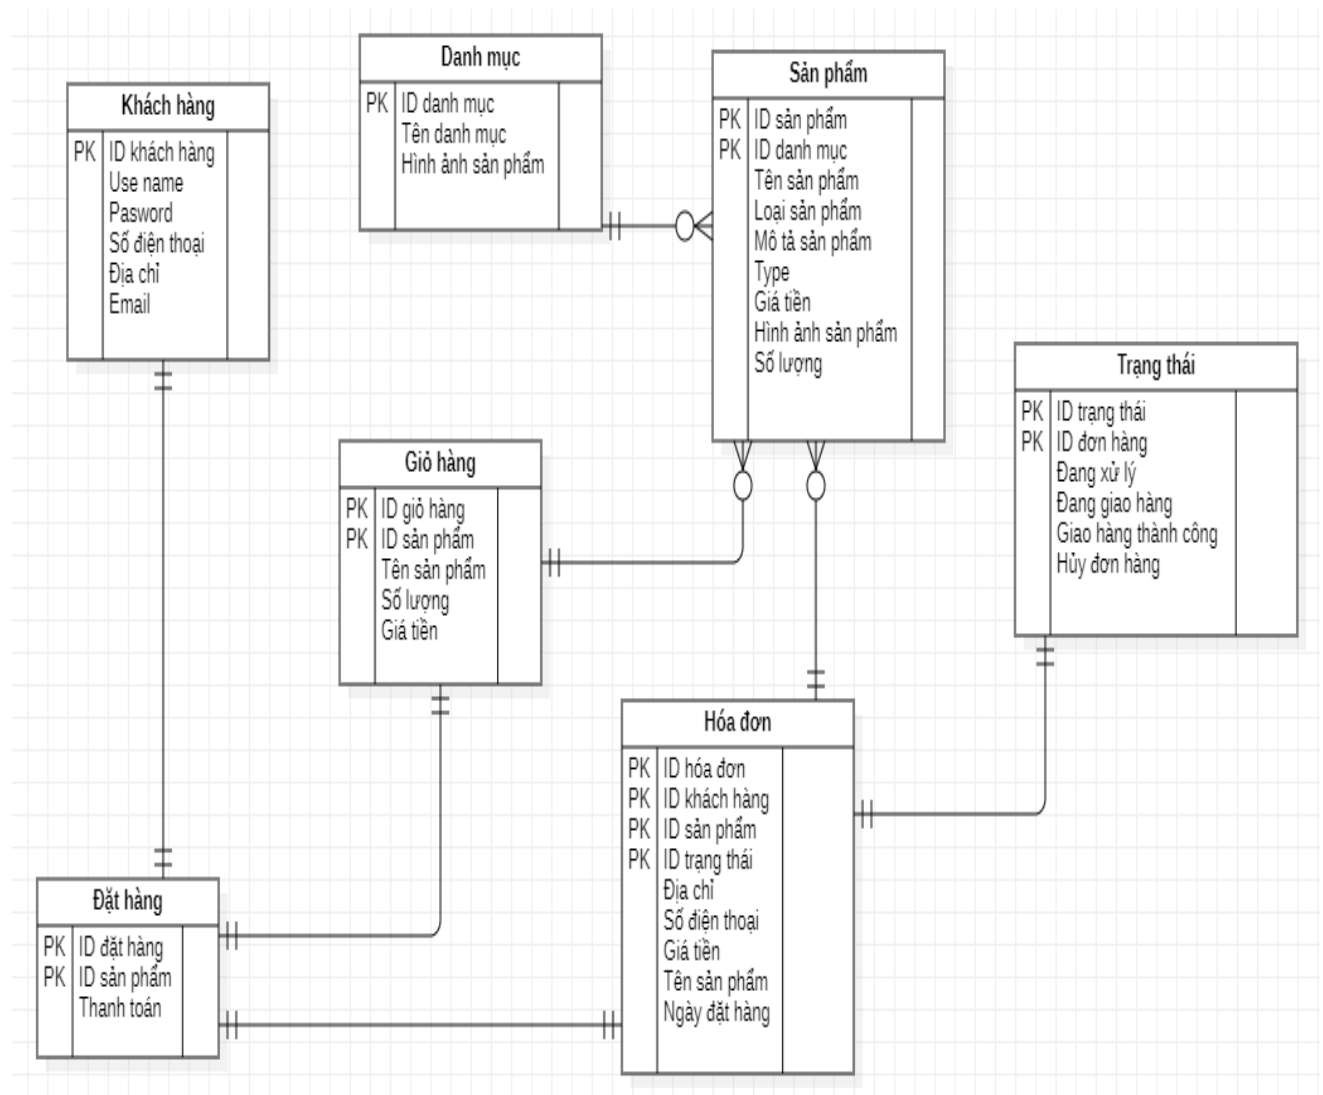 Danh mục
PK ID danh mục
Tên danh mục
Hình ảnh sản phẩm
Sản phẩm
PK ID sản phẩm
PK ID danh mục
Tên sản phẩm
Loại sản phẩm
Mô tả sản phẩm
Type
Giá tiền
Hình ảnh sản phẩm
Số lượng
Khách hàng
PK ID khách hàng
Use name
Pasword
Số điện thoại
Địa chỉ
Email
Trạng thái
PK ID trạng thái
PK ID đơn hàng
Đang xử lý
Đang giao hàng
Giao hàng thành công
Hủy đơn hàng
Giỏ hàng
PK ID giỏ hàng
PK ID sản phẩm
Tên sản phẩm
Số lượng
Giá tiền
Hóa đơn
PK ID hóa đơn
PK ID khách hàng
PK ID sản phẩm
PK ID trạng thái
Địa chỉ
Số điện thoại
Giá tiền
Tên sản phẩm
Ngày đặt hàng
Đặt hàng
PK ID đặt hàng
PK ID sản phẩm
Thanh toán